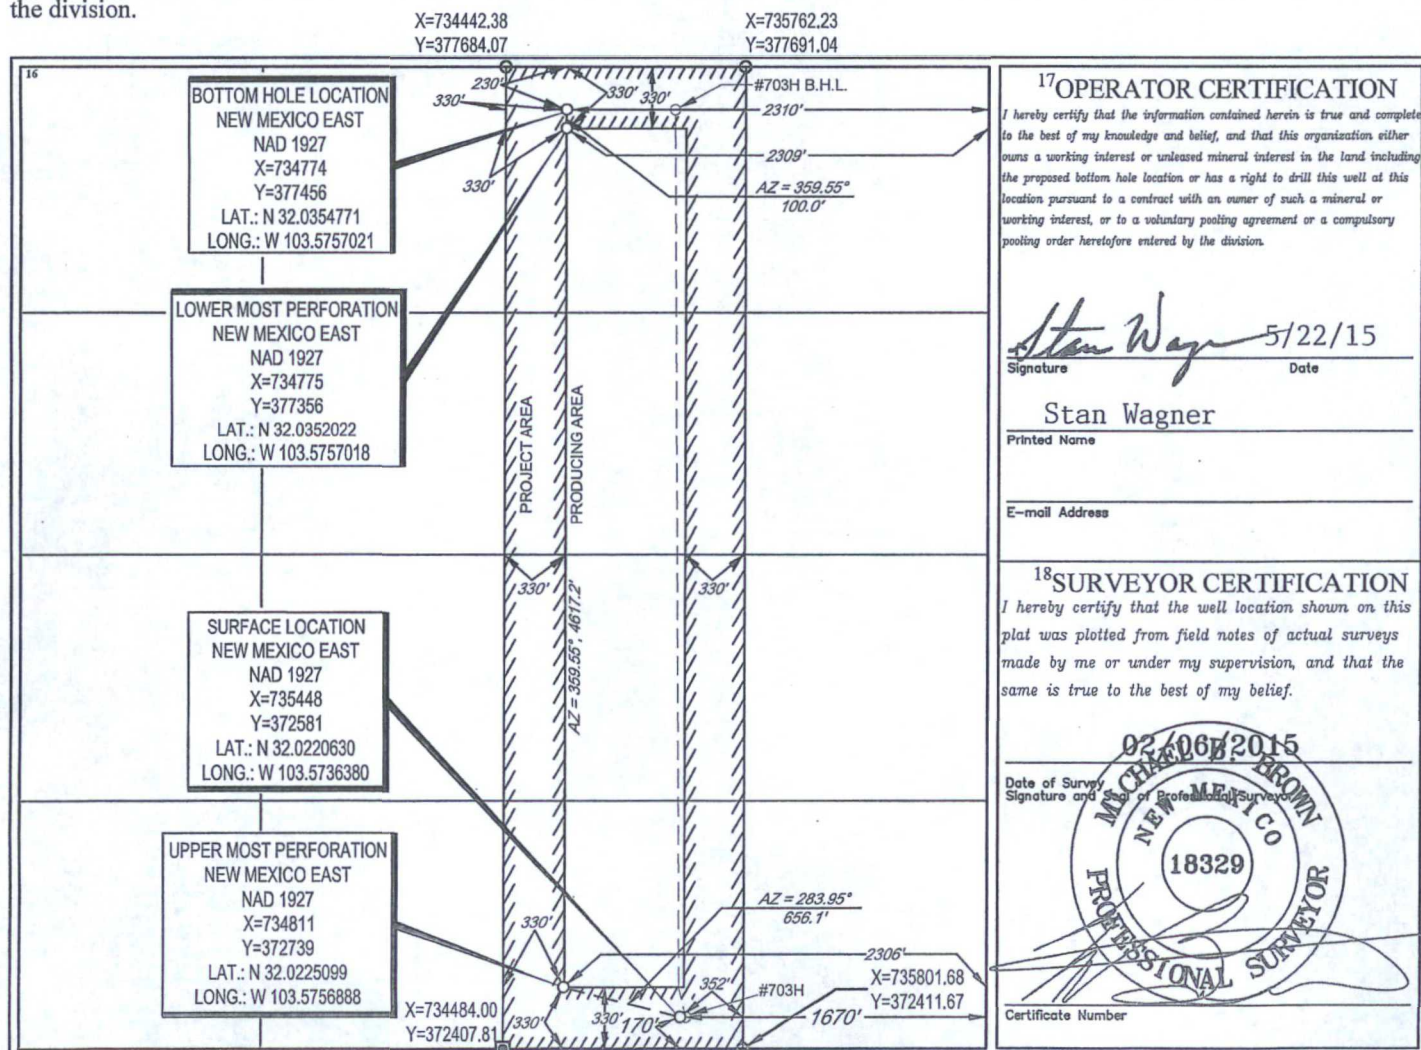 the division.
X=734442.38
Y=377684.07
X=735762.23
Y=377691.04
16
BOTTOM HOLE LOCATION
NEW MEXICO EAST
NAD 1927
X=734774
Y=377456
LAT.: N 32.0354771
LONG.: W 103.5757021
LOWER MOST PERFORATION
NEW MEXICO EAST
NAD 1927
X=734775
Y=377356
LAT.: N 32.0352022
LONG.: W 103.5757018
SURFACE LOCATION
NEW MEXICO EAST
NAD 1927
X=735448
Y=372581
LAT.: N 32.0220630
LONG.: W 103.5736380
UPPER MOST PERFORATION
NEW MEXICO EAST
NAD 1927
X=734811
Y=372739
LAT.: N 32.0225099
LONG.: W 103.5756888
230'
330'
330'
330'
#703H B.H.L.
2310'
2309'
330'
AZ = 359.55°
100.0'
PROJECT AREA
PRODUCING AREA
330'
330'
AZ = 359.55°, 4617.2'
AZ = 283.95°
656.1'
330'
2306'
X=735801.68
Y=372411.67
352'
#703H
X=734484.00
Y=372407.81
330'
330'
170'
1670'
17OPERATOR CERTIFICATION
I hereby certify that the information contained herein is true and complete
to the best of my knowledge and belief, and that this organization either
owns a working interest or unleased mineral interest in the land including
the proposed bottom hole location or has a right to drill this well at this
location pursuant to a contract with an owner of such a mineral or
working interest, or to a voluntary pooling agreement or a compulsory
pooling order heretofore entered by the division.
Stan Wagner 5/22/15
Signature Date
Stan Wagner
Printed Name
E-mail Address
18SURVEYOR CERTIFICATION
I hereby certify that the well location shown on this
plat was plotted from field notes of actual surveys
made by me or under my supervision, and that the
same is true to the best of my belief.
02/06/2015
Date of Survey
Signature and Seal of Professional Surveyor
MICHAEL B. BROWN
NEW MEXICO
18329
PROFESSIONAL SURVEYOR
Certificate Number